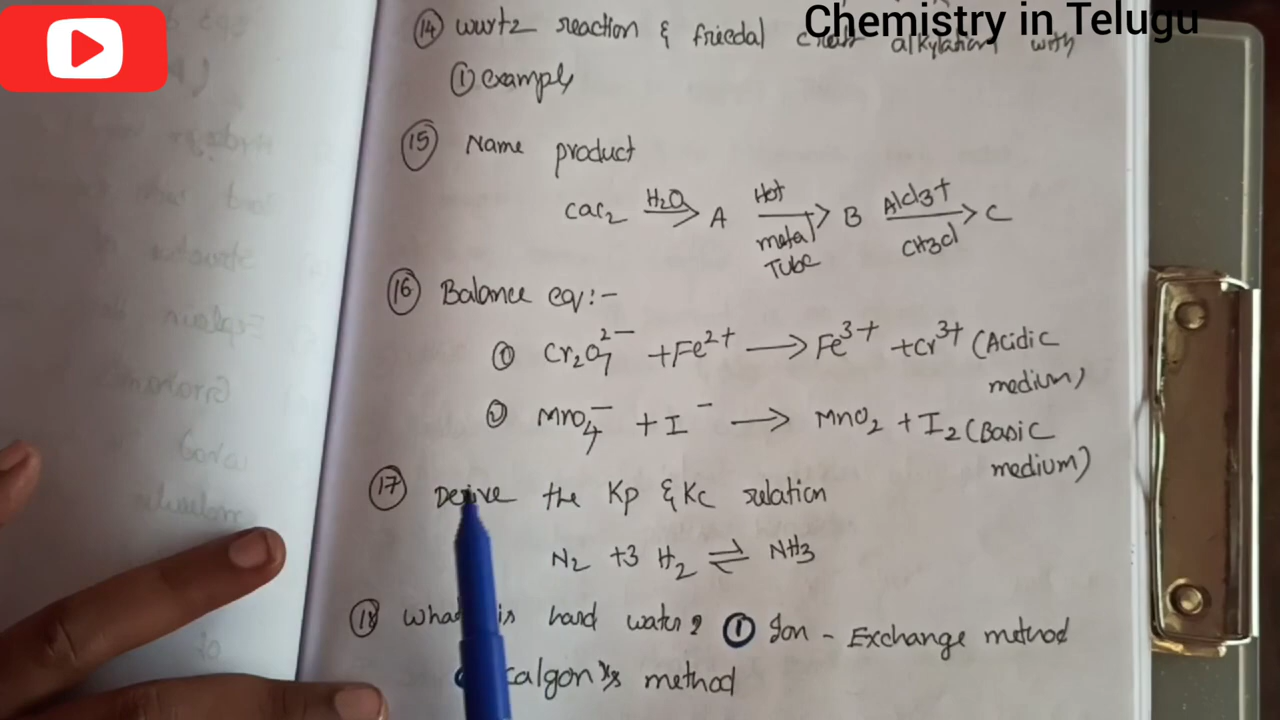 Chemistry in Telugu
(14) Wurtz reaction & friedal craft alkylation with
(1) example
(15) Name product
CaC2 H2O→ A Hot metal Tube→ B AlCl3+ CH3Cl→ C
(16) Balance eq:-
(1) Cr2O7 2− + Fe2+ → Fe3+ + Cr3+ (Acidic
medium)
(2) MnO4− + I− → MnO2 + I2 (Basic
medium)
(17) Derive the Kp & Kc relation
N2 + 3 H2 ⇌ NH3
(18) What is hard water? (1) Ion - Exchange method
calgon's method